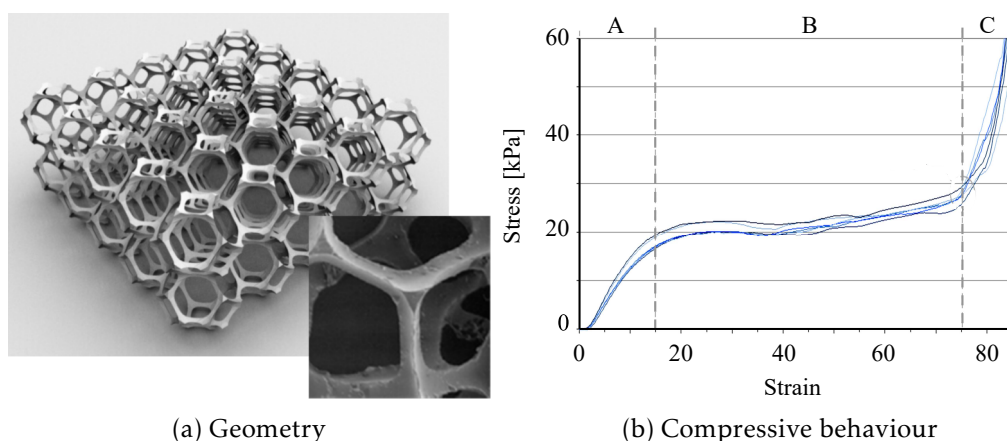 A B C
60
40
20
0
0 20 40 60 80
Stress [kPa]
Strain
(a) Geometry
(b) Compressive behaviour